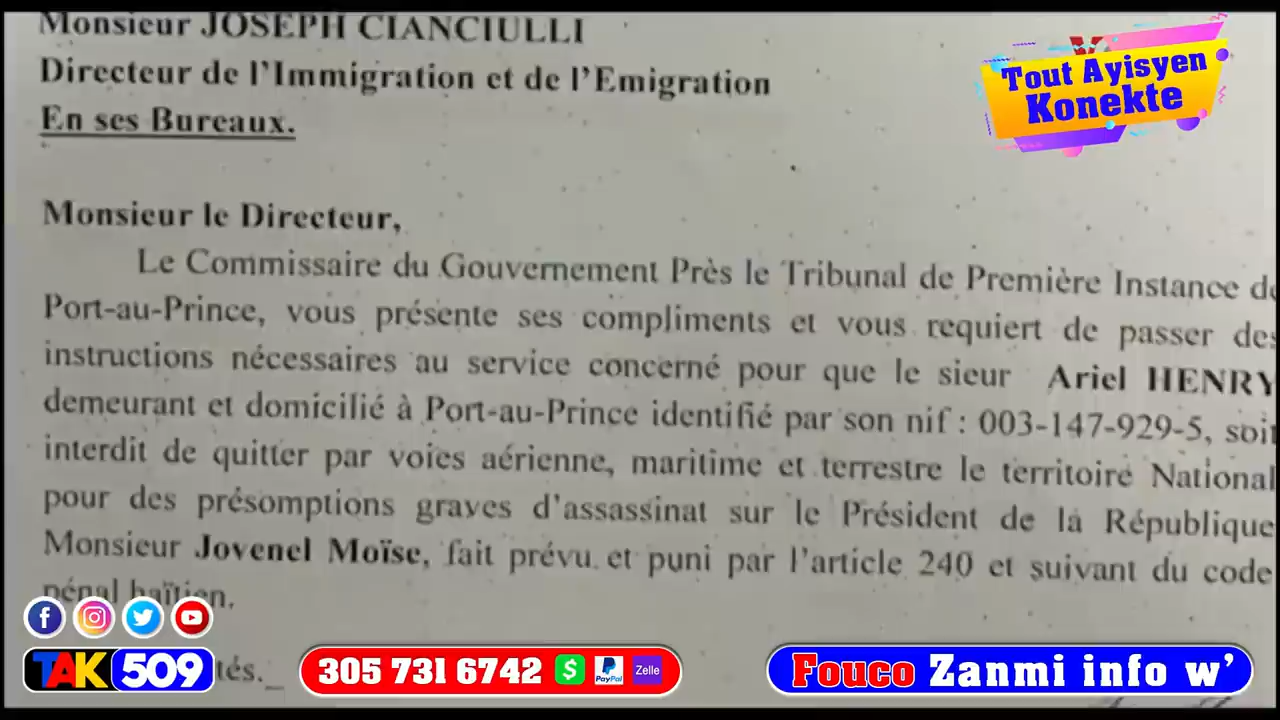 Monsieur JOSEPH CIANCIULLI
Directeur de l'Immigration et de l'Emigration
En ses Bureaux.
Tout Ayisyen
Konekte
Monsieur le Directeur,
Le Commissaire du Gouvernement Près le Tribunal de Première Instance de
Port-au-Prince, vous présente ses compliments et vous requiert de passer des
instructions nécessaires au service concerné pour que le sieur Ariel HENRY
demeurant et domicilié à Port-au-Prince identifié par son nif : 003-147-929-5, soit
interdit de quitter par voies aérienne, maritime et terrestre le territoire National
pour des présomptions graves d'assassinat sur le Président de la République
Monsieur Jovenel Moïse, fait prévu et puni par l'article 240 et suivant du code
pénal haïtien.
tés.
TAK 509
305 731 6742 $ PayPal Zelle
Fouco Zanmi info w'